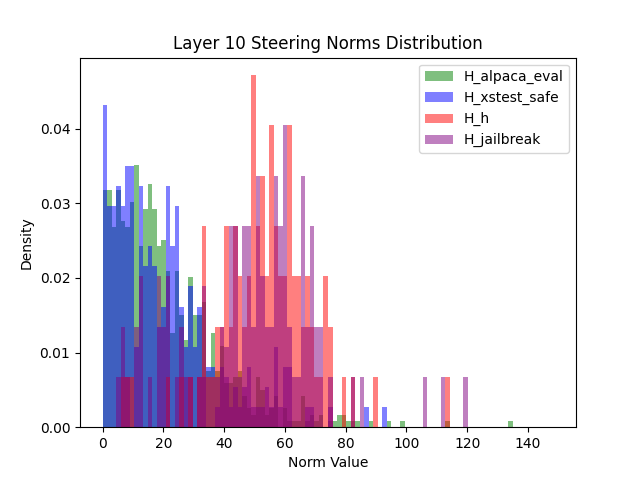 Layer 10 Steering Norms Distribution
H_alpaca_eval
H_xstest_safe
H_h
H_jailbreak
0.04
0.03
0.02
0.01
0.00
Density
0 20 40 60 80 100 120 140
Norm Value